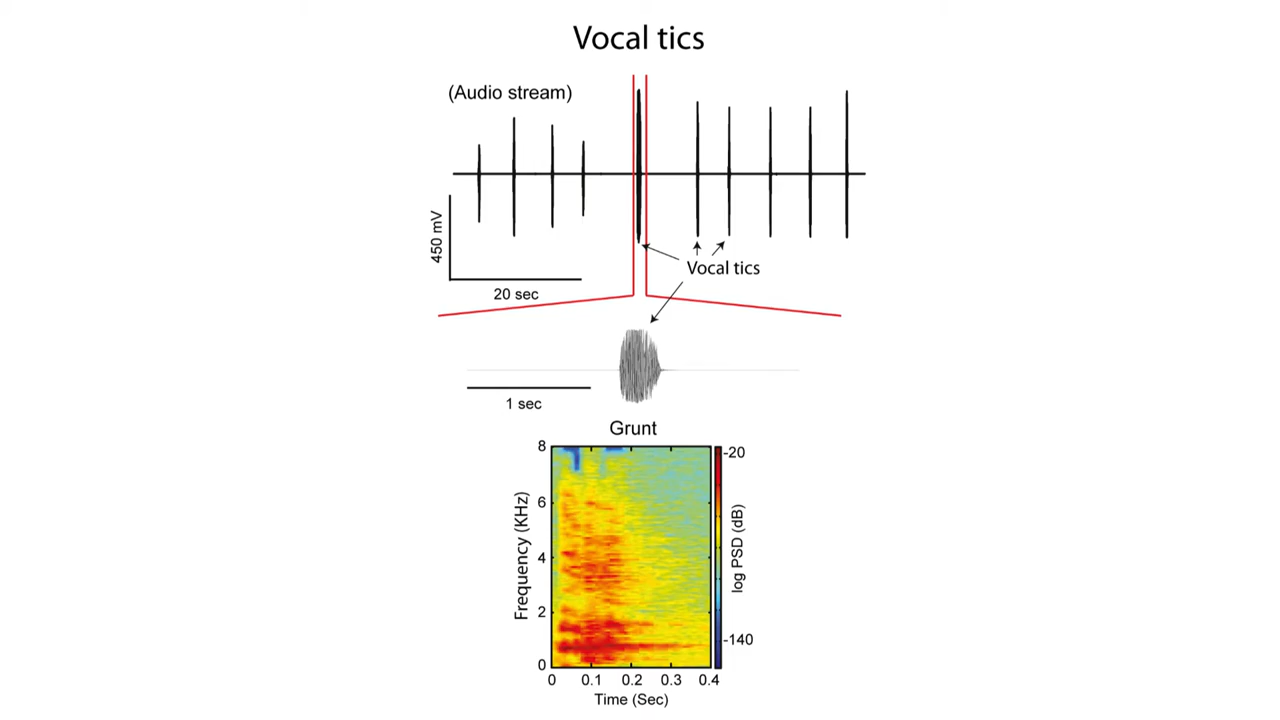 Vocal tics
(Audio stream)
450 mV
20 sec
Vocal tics
1 sec
Grunt
8
6
4
2
0
Frequency (KHz)
0 0.1 0.2 0.3 0.4
Time (Sec)
-20
-140
log PSD (dB)